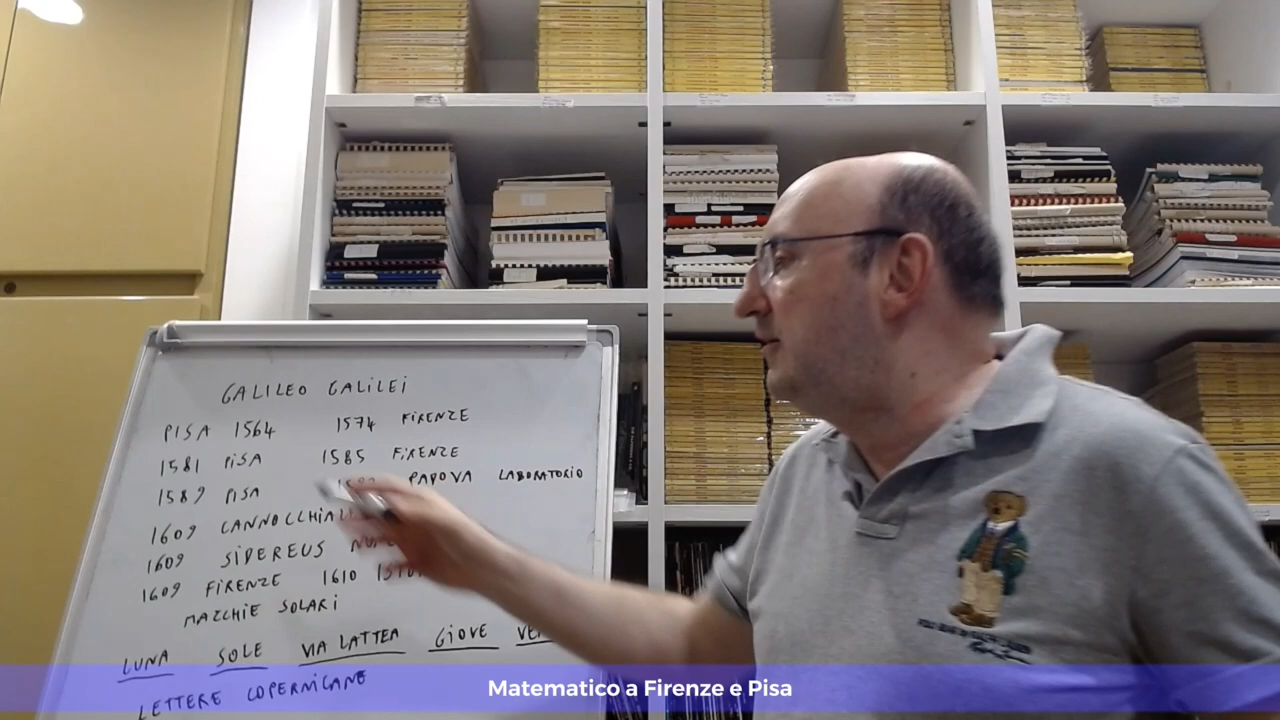 GALILEO GALILEI
PISA 1564 1574 FIRENZE
1581 PISA 1585 FIRENZE
1589 PISA PADOVA LABORATORIO
1609 CANNOCCHIA
1609 SIDEREUS
1609 FIRENZE 1610
MACCHIE SOLARI
LUNA SOLE VIA LATTEA GIOVE
LETTERE COPERNICANE
Matematico a Firenze e Pisa